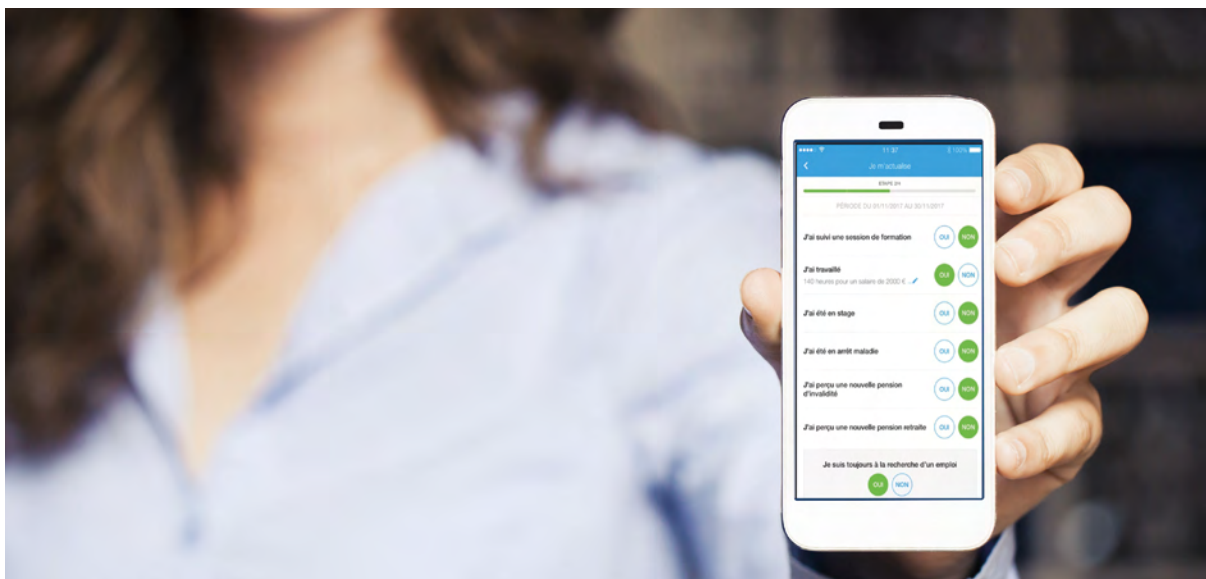 11:37
100%
Je m'actualise
ÉTAPE 2/4
PÉRIODE DU 01/11/2017 AU 30/11/2017
J'ai suivi une session de formation OUI NON
J'ai travaillé OUI NON
140 heures pour un salaire de 2000 € ...
J'ai été en stage OUI NON
J'ai été en arrêt maladie OUI NON
J'ai perçu une nouvelle pension
d'invalidité OUI NON
J'ai perçu une nouvelle pension retraite OUI NON
Je suis toujours à la recherche d'un emploi
OUI NON